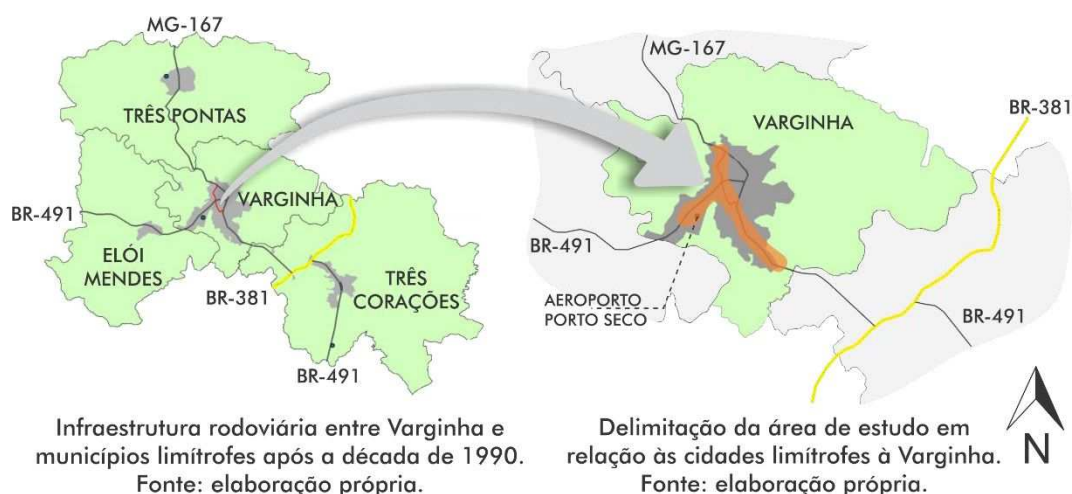 MG-167
TRÊS PONTAS
BR-491
VARGINHA
ELÓI
MENDES
BR-381
TRÊS
CORAÇÕES
BR-491
Infraestrutura rodoviária entre Varginha e
municípios limítrofes após a década de 1990.
Fonte: elaboração própria.
MG-167
VARGINHA
BR-381
BR-491
AEROPORTO
PORTO SECO
BR-491
Delimitação da área de estudo em
relação às cidades limítrofes à Varginha.
Fonte: elaboração própria.
N